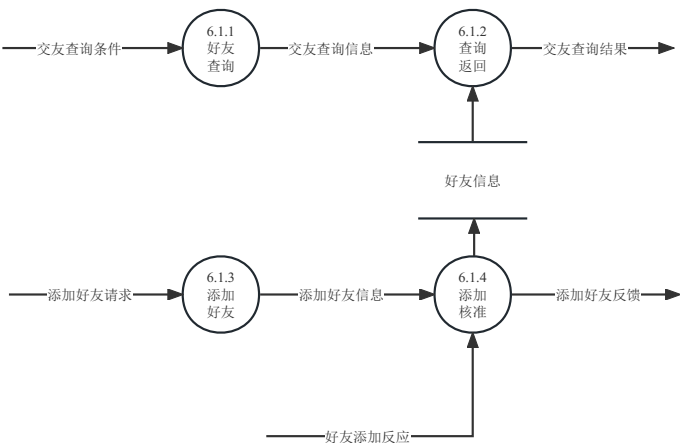 6.1.1
好友
查询
6.1.2
查询
返回
交友查询条件
交友查询信息
交友查询结果
好友信息
6.1.3
添加
好友
6.1.4
添加
核准
添加好友请求
添加好友信息
添加好友反馈
好友添加反应